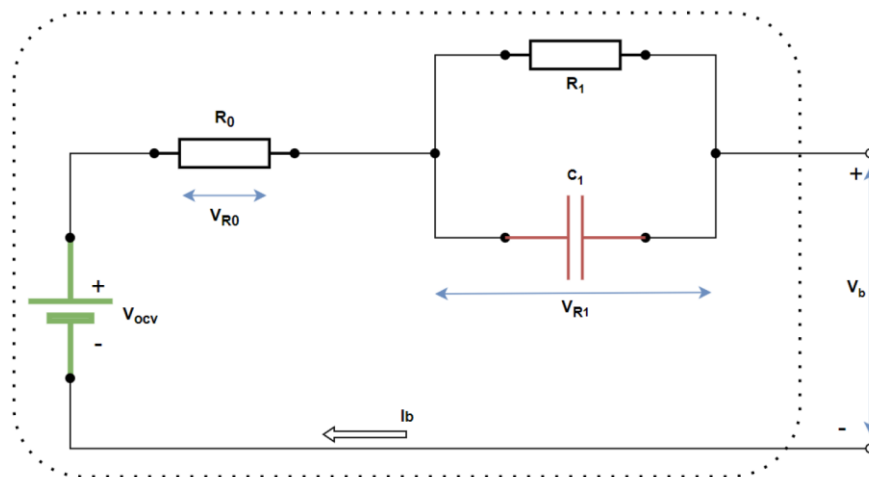 R1
R0
C1
+
VR0
+
Vocv
VR1
Vb
-
Ib
-